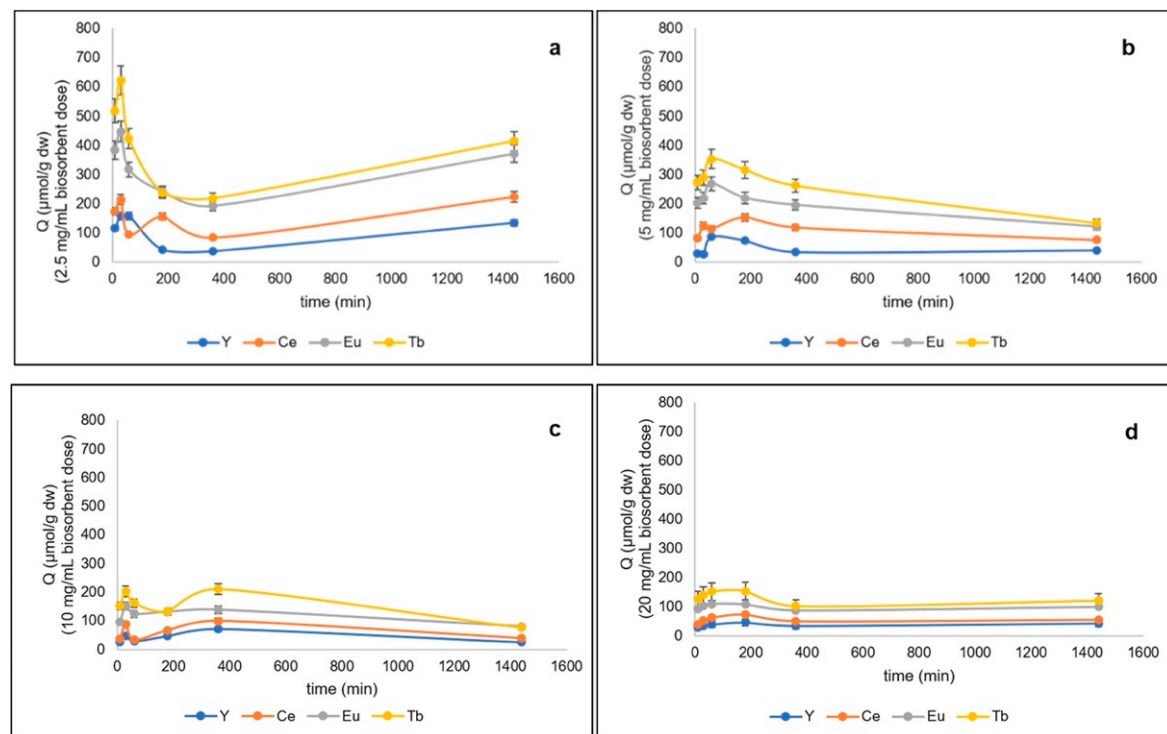 a
Q (µmol/g dw)
(2.5 mg/mL biosorbent dose)
800
700
600
500
400
300
200
100
0
0 200 400 600 800 1000 1200 1400 1600
time (min)
Y Ce Eu Tb
b
Q (µmol/g dw)
(5 mg/mL biosorbent dose)
800
700
600
500
400
300
200
100
0
0 200 400 600 800 1000 1200 1400 1600
time (min)
Y Ce Eu Tb
c
Q (µmol/g dw)
(10 mg/mL biosorbent dose)
800
700
600
500
400
300
200
100
0
0 200 400 600 800 1000 1200 1400 1600
time (min)
Y Ce Eu Tb
d
Q (µmol/g dw)
(20 mg/mL biosorbent dose)
800
700
600
500
400
300
200
100
0
0 200 400 600 800 1000 1200 1400 1600
time (min)
Y Ce Eu Tb